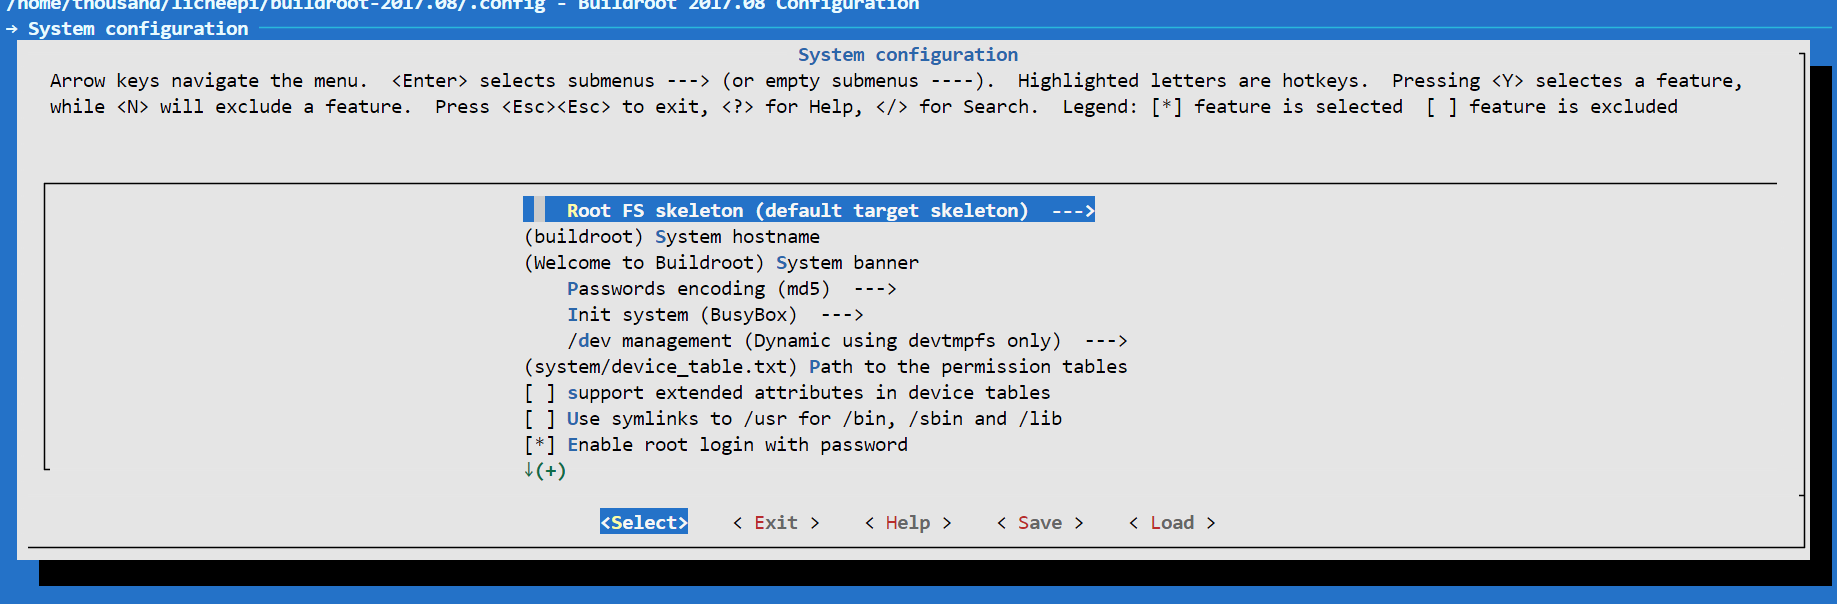 /home/thousand/licheepi/buildroot-2017.08/.config - Buildroot 2017.08 Configuration
→ System configuration
System configuration
Arrow keys navigate the menu.  <Enter> selects submenus ---> (or empty submenus ----).  Highlighted letters are hotkeys.  Pressing <Y> selectes a feature,
while <N> will exclude a feature.  Press <Esc><Esc> to exit, <?> for Help, </> for Search.  Legend: [*] feature is selected  [ ] feature is excluded
Root FS skeleton (default target skeleton)  --->
(buildroot) System hostname
(Welcome to Buildroot) System banner
Passwords encoding (md5)  --->
Init system (BusyBox)  --->
/dev management (Dynamic using devtmpfs only)  --->
(system/device_table.txt) Path to the permission tables
[ ] support extended attributes in device tables
[ ] Use symlinks to /usr for /bin, /sbin and /lib
[*] Enable root login with password
↓(+)
<Select>    < Exit >    < Help >    < Save >    < Load >